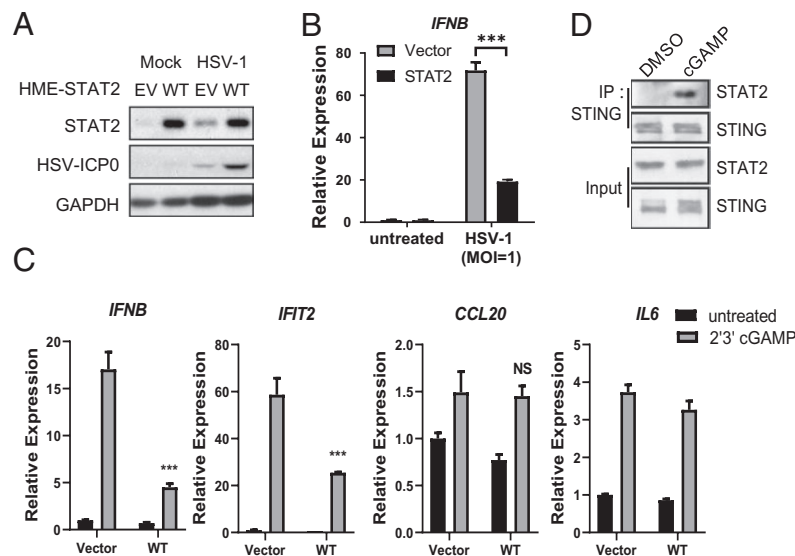 A
Mock HSV-1
HME-STAT2 EV WT EV WT
STAT2
HSV-ICP0
GAPDH
B
IFNB
Relative Expression
80
60
40
20
0
Vector
STAT2
***
untreated
HSV-1
(MOI=1)
D
DMSO
cGAMP
IP :
STING
STAT2
STING
Input
STAT2
STING
C
IFNB
Relative Expression
20
15
10
5
0
***
Vector WT
IFIT2
Relative Expression
60
40
20
0
***
Vector WT
CCL20
Relative Expression
2.0
1.5
1.0
0.5
0.0
NS
Vector WT
IL6
Relative Expression
5
4
3
2
1
0
Vector WT
untreated
2'3' cGAMP